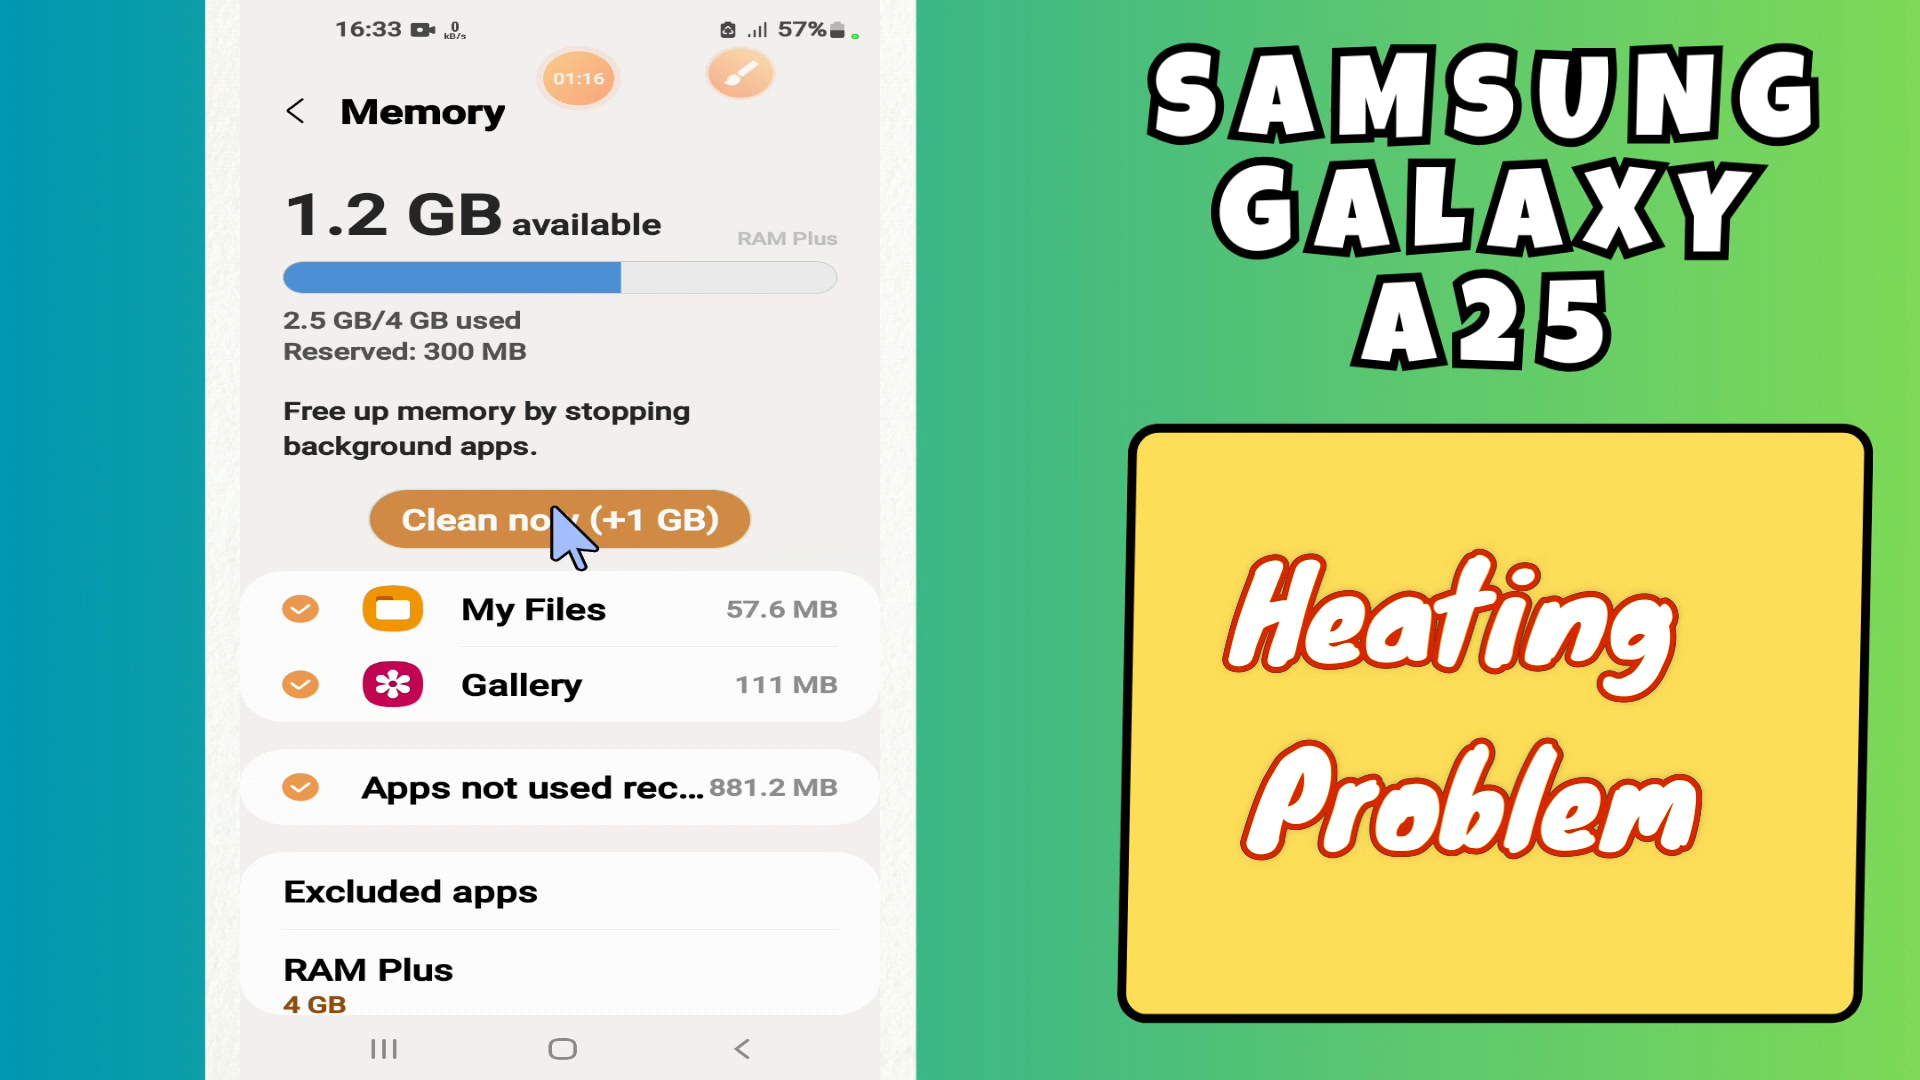 16:33 0 kB/s 57%
01:16
Memory
1.2 GB available
RAM Plus
2.5 GB/4 GB used
Reserved: 300 MB
Free up memory by stopping
background apps.
Clean now (+1 GB)
My Files 57.6 MB
Gallery 111 MB
Apps not used rec... 881.2 MB
Excluded apps
RAM Plus
4 GB
SAMSUNG
GALAXY
A25
Heating
Problem